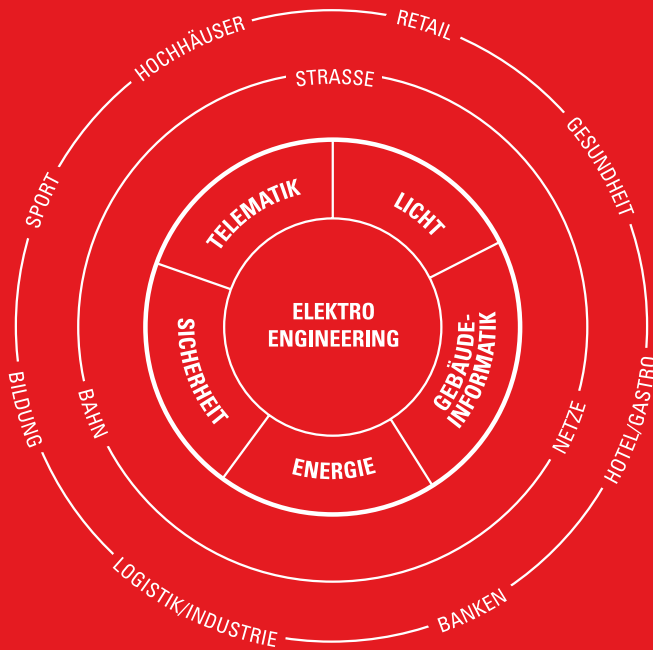 HOCHHÄUSER
RETAIL
GESUNDHEIT
HOTEL/GASTRO
BANKEN
LOGISTIK/INDUSTRIE
BILDUNG
SPORT
STRASSE
NETZE
BAHN
TELEMATIK
LICHT
GEBÄUDE-
INFORMATIK
ENERGIE
SICHERHEIT
ELEKTRO
ENGINEERING